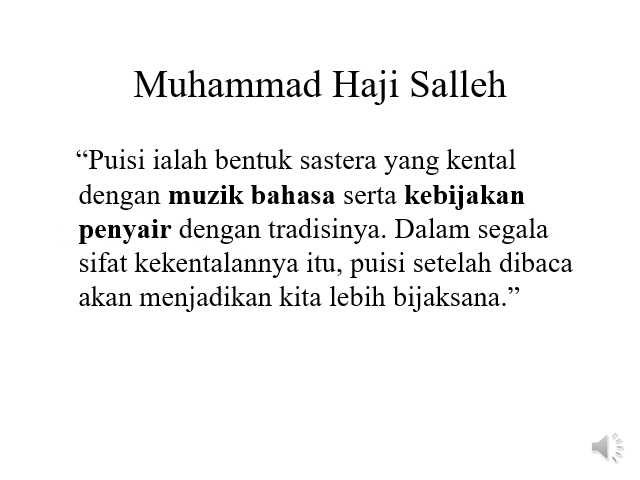 Muhammad Haji Salleh
“Puisi ialah bentuk sastera yang kental
dengan muzik bahasa serta kebijakan
penyair dengan tradisinya. Dalam segala
sifat kekentalannya itu, puisi setelah dibaca
akan menjadikan kita lebih bijaksana.”